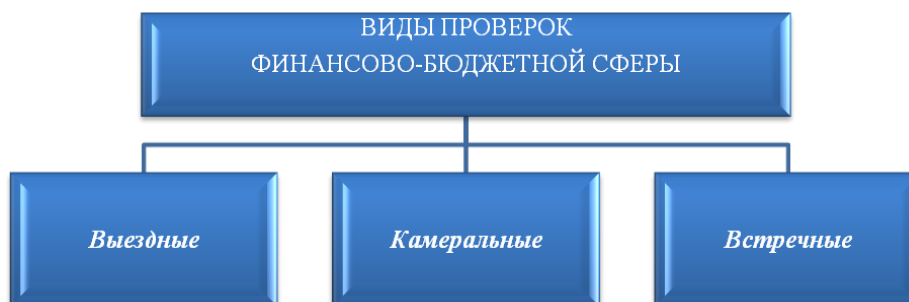 ВИДЫ ПРОВЕРОК
ФИНАНСОВО-БЮДЖЕТНОЙ СФЕРЫ
Выездные
Камеральные
Встречные